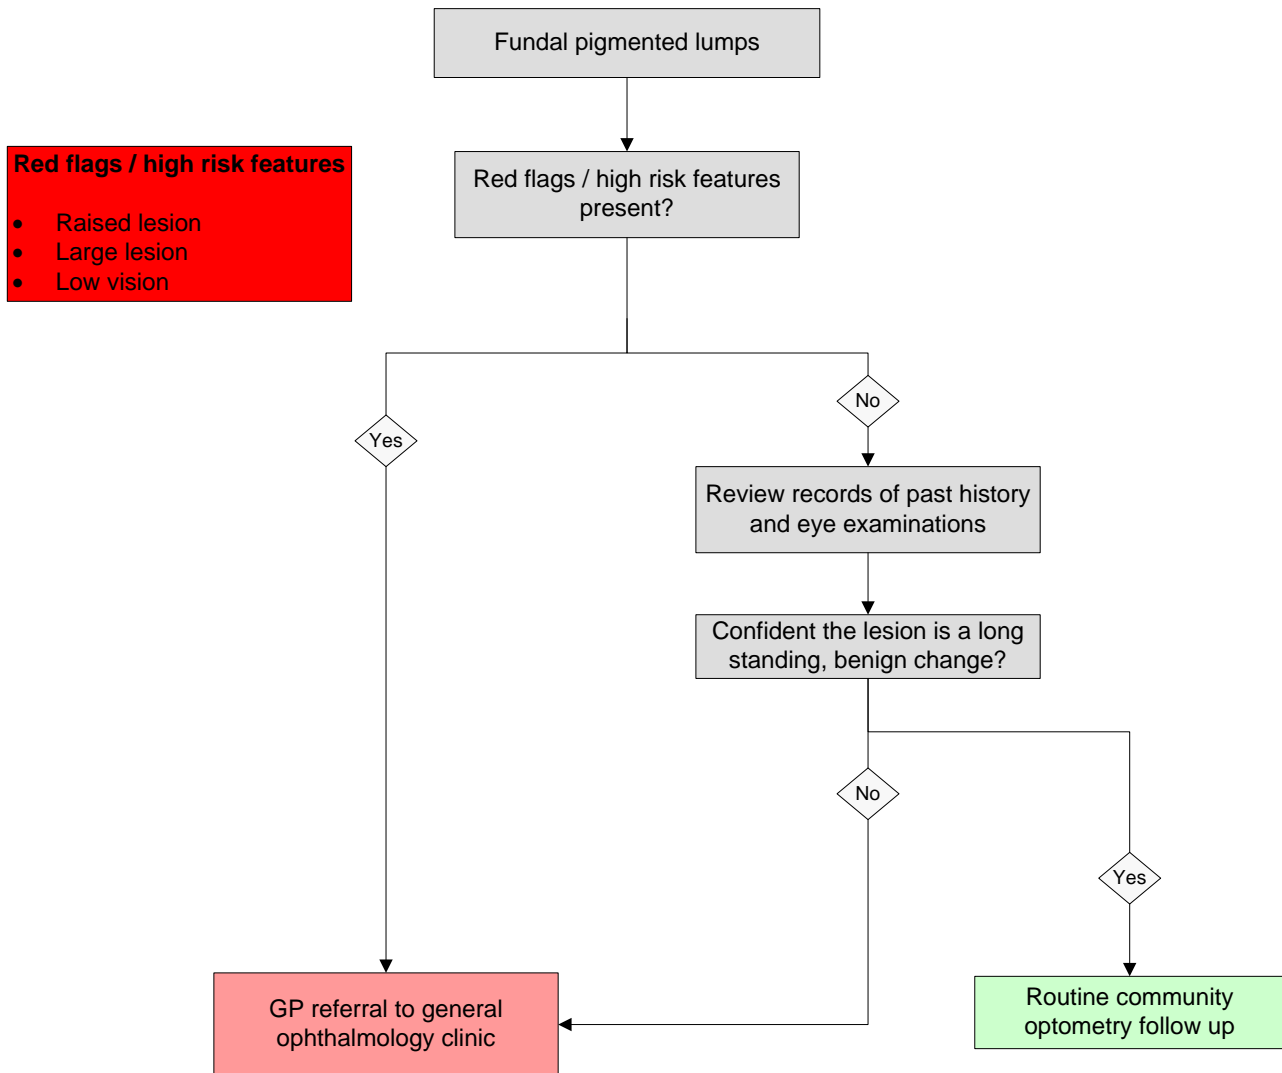 Fundal pigmented lumps
Red flags / high risk features
• Raised lesion
• Large lesion
• Low vision
Red flags / high risk features
present?
Yes
No
Review records of past history
and eye examinations
Confident the lesion is a long
standing, benign change?
No
Yes
GP referral to general
ophthalmology clinic
Routine community
optometry follow up